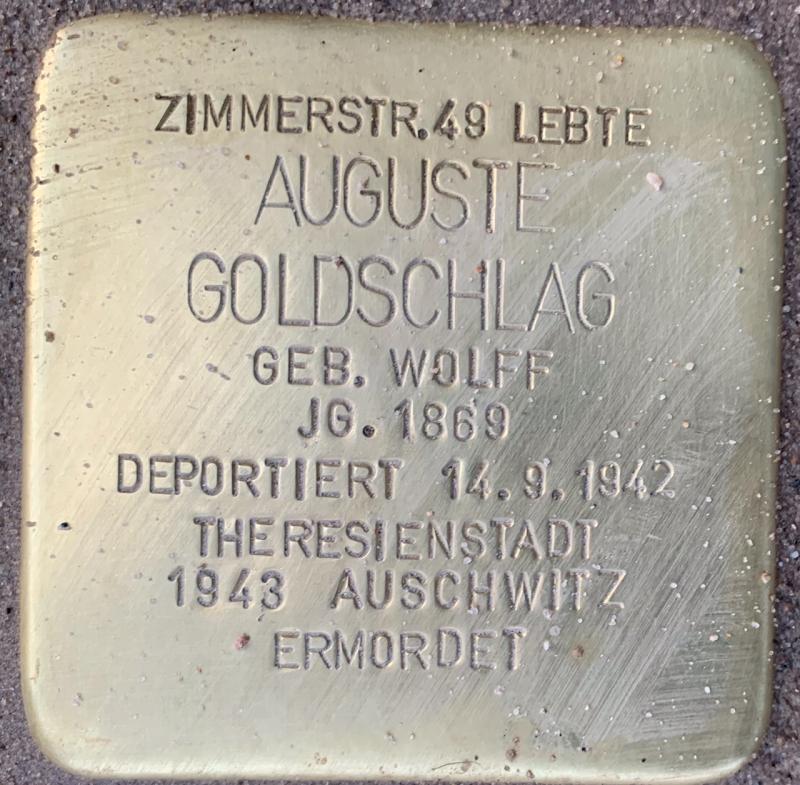 ZIMMERSTR.49 LEBTE
AUGUSTE
GOLDSCHLAG
GEB. WOLFF
JG. 1869
DEPORTIERT 14.9.1942
THERESIENSTADT
1943 AUSCHWITZ
ERMORDET